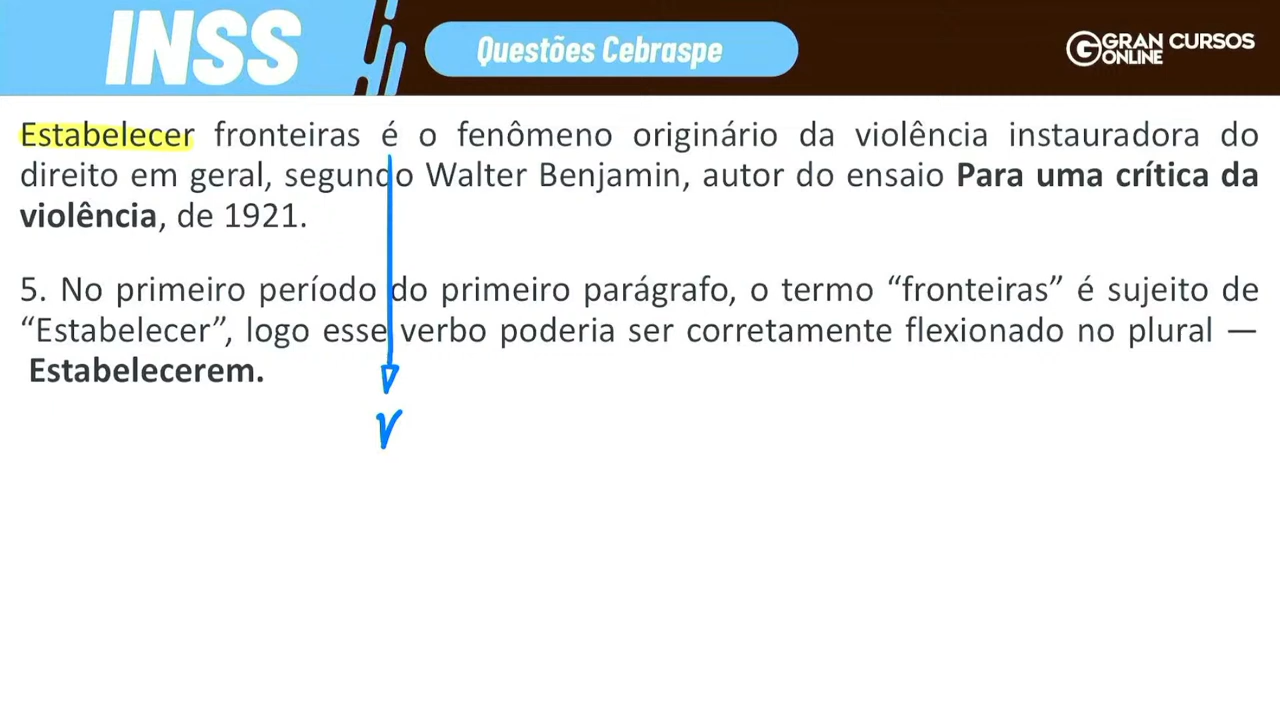 INSS
Questões Cebraspe
GRAN CURSOS
ONLINE
Estabelecer fronteiras é o fenômeno originário da violência instauradora do
direito em geral, segundo Walter Benjamin, autor do ensaio Para uma crítica da
violência, de 1921.
5. No primeiro período do primeiro parágrafo, o termo “fronteiras” é sujeito de
“Estabelecer”, logo esse verbo poderia ser corretamente flexionado no plural —
Estabelecerem.
V